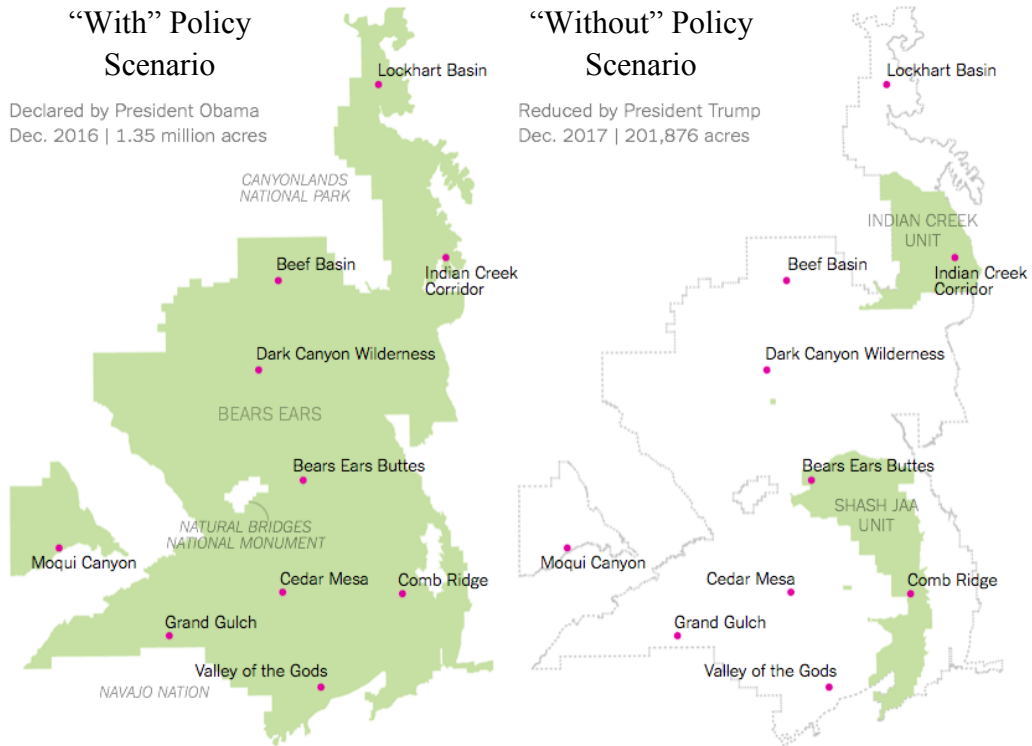 “With” Policy
Scenario
Declared by President Obama
Dec. 2016 | 1.35 million acres
Lockhart Basin
CANYONLANDS
NATIONAL PARK
Beef Basin
Indian Creek
Corridor
Dark Canyon Wilderness
BEARS EARS
Bears Ears Buttes
NATURAL BRIDGES
NATIONAL MONUMENT
Moqui Canyon
Cedar Mesa
Comb Ridge
Grand Gulch
Valley of the Gods
NAVAJO NATION
“Without” Policy
Scenario
Reduced by President Trump
Dec. 2017 | 201,876 acres
Lockhart Basin
INDIAN CREEK
UNIT
Beef Basin
Indian Creek
Corridor
Dark Canyon Wilderness
Bears Ears Buttes
SHASH JAA
UNIT
Moqui Canyon
Cedar Mesa
Comb Ridge
Grand Gulch
Valley of the Gods